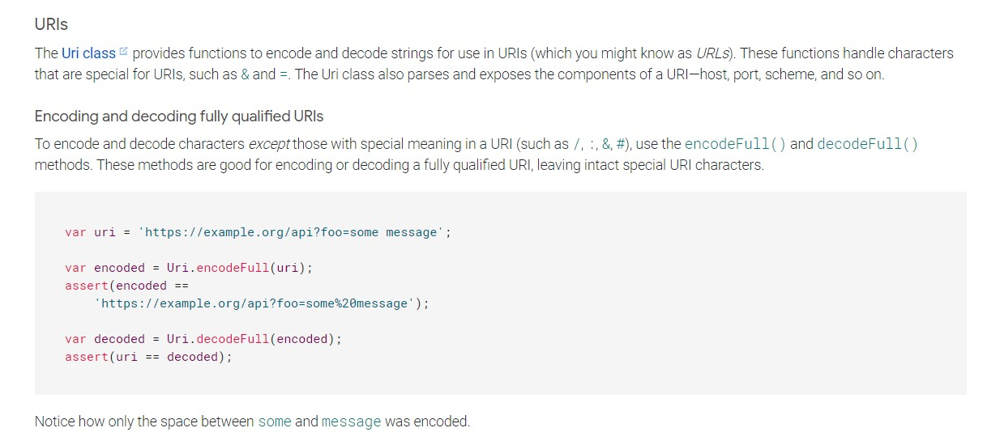 URIs
The Uri class provides functions to encode and decode strings for use in URIs (which you might know as URLs). These functions handle characters
that are special for URIs, such as & and =. The Uri class also parses and exposes the components of a URI—host, port, scheme, and so on.
Encoding and decoding fully qualified URIs
To encode and decode characters except those with special meaning in a URI (such as /, :, &, #), use the encodeFull() and decodeFull()
methods. These methods are good for encoding or decoding a fully qualified URI, leaving intact special URI characters.
var uri = 'https://example.org/api?foo=some message';
var encoded = Uri.encodeFull(uri);
assert(encoded ==
    'https://example.org/api?foo=some%20message');
var decoded = Uri.decodeFull(encoded);
assert(uri == decoded);
Notice how only the space between some and message was encoded.